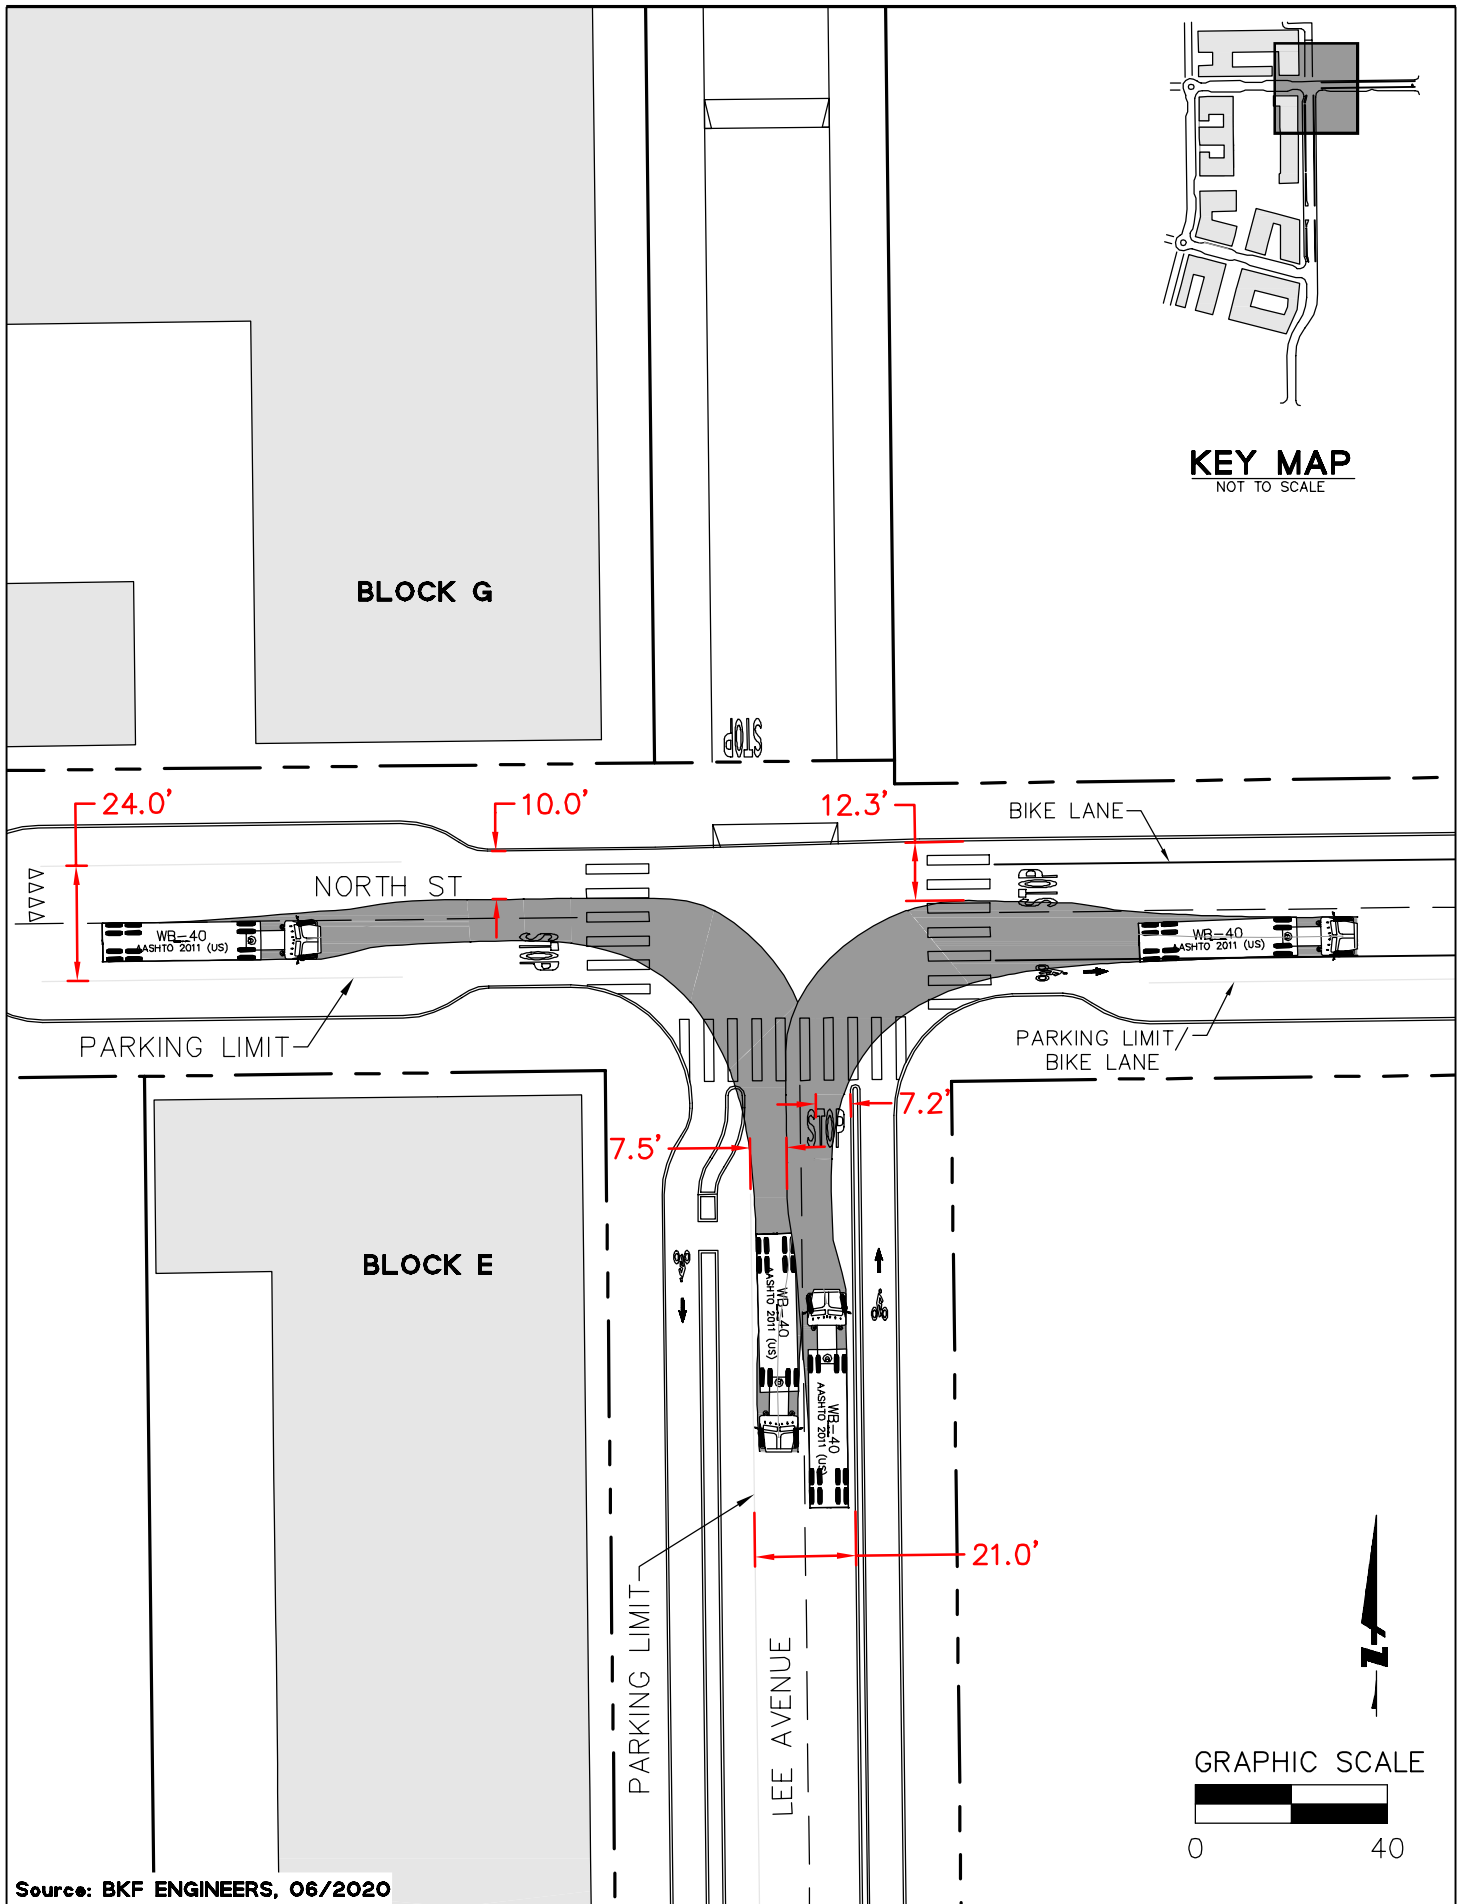 KEY MAP
NOT TO SCALE
BLOCK G
STOP
24.0'
10.0'
12.3'
BIKE LANE
NORTH ST
STOP
WB-40
AASHTO 2011 (US)
STOP
WB-40
AASHTO 2011 (US)
PARKING LIMIT
PARKING LIMIT/
BIKE LANE
7.2'
STOP
7.5'
BLOCK E
WB-40
AASHTO 2011 (US)
WB-40
AASHTO 2011 (US)
21.0'
PARKING LIMIT
LEE AVENUE
Z
GRAPHIC SCALE
0 40
Source: BKF ENGINEERS, 06/2020